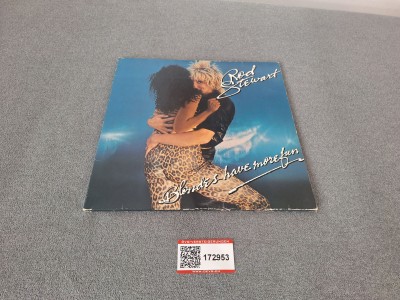 Rod
Stewart
Blondes have more fun
172953